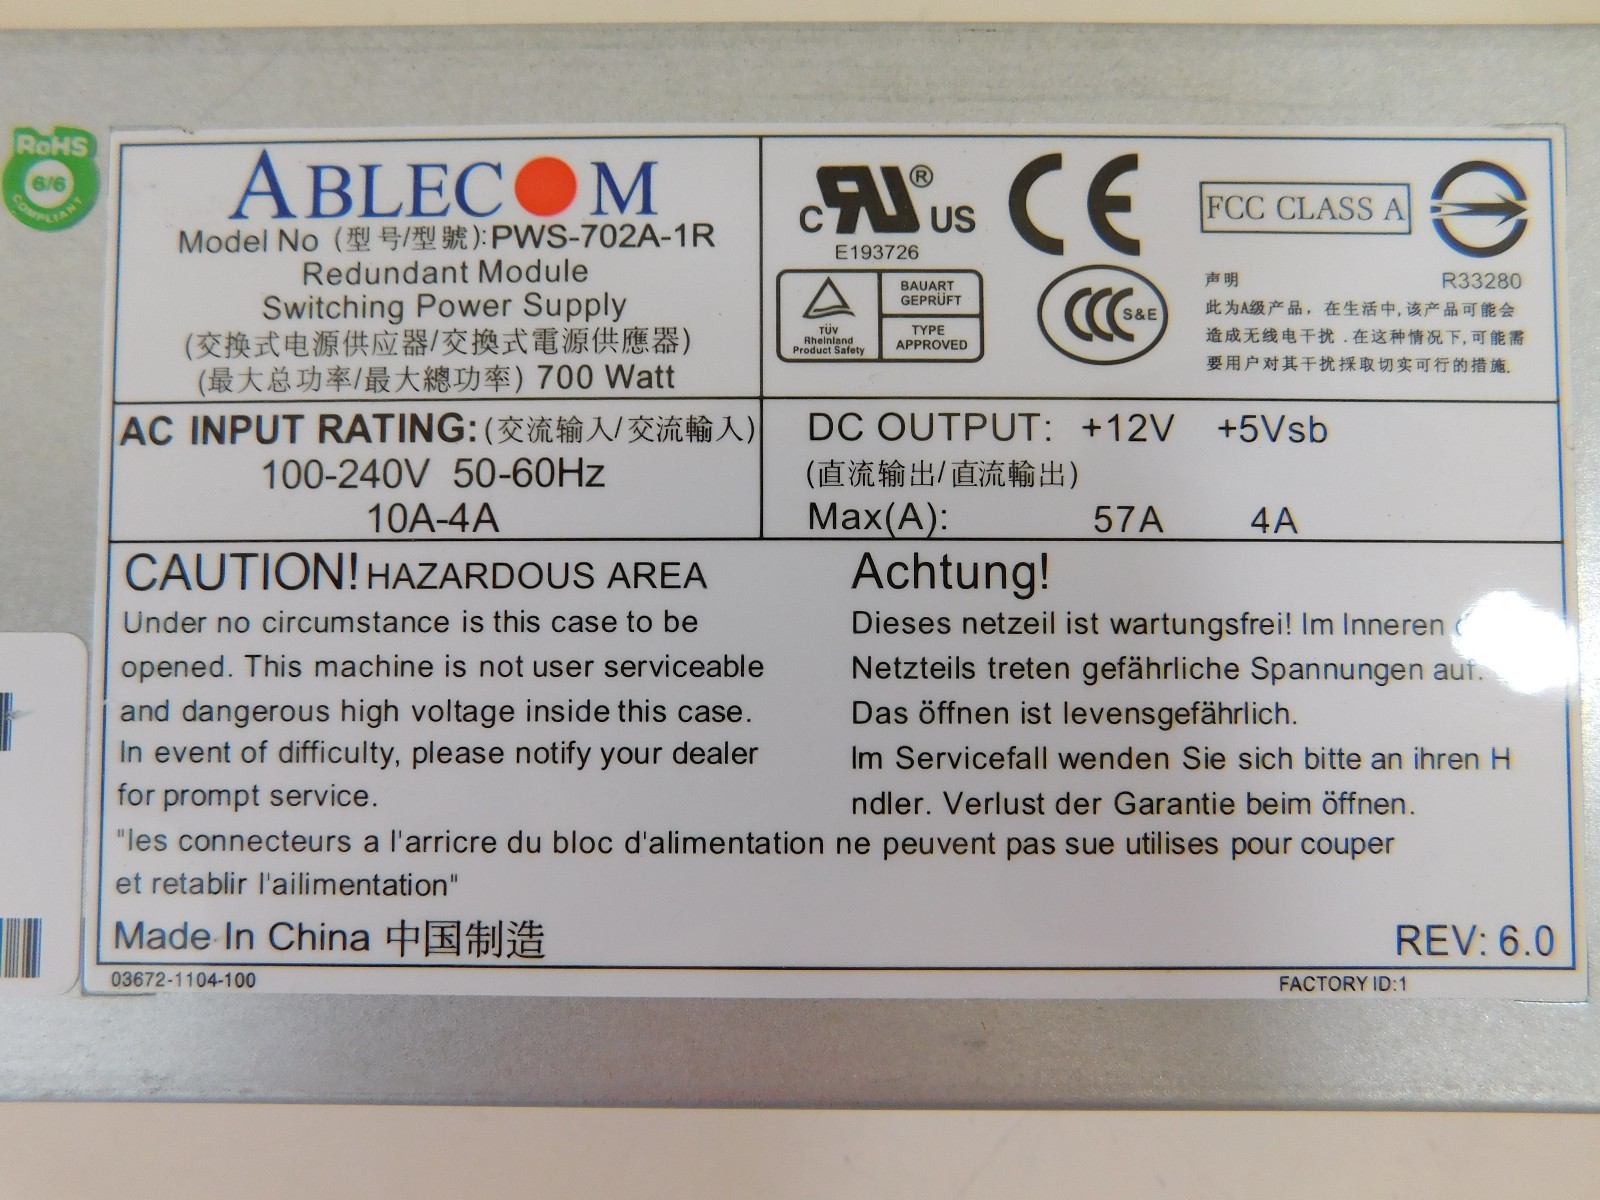 RoHS
6/6
COMPLIANT
ABLECOM
Model No (型号/型號):PWS-702A-1R
Redundant Module
Switching Power Supply
(交换式电源供应器/交換式電源供應器)
(最大总功率/最大總功率) 700 Watt
C UL® US
E193726
CE
FCC CLASS A
R33280
TÜV
Rheinland
Product Safety
BAUART
GEPRÜFT
TYPE
APPROVED
CCC S&E
声明
此为A级产品，在生活中,该产品可能会
造成无线电干扰．在这种情况下,可能需
要用户对其干扰采取切实可行的措施.
AC INPUT RATING:(交流输入/交流輸入)
100-240V 50-60Hz
10A-4A
DC OUTPUT: +12V +5Vsb
(直流输出/直流輸出)
Max(A): 57A 4A
CAUTION! HAZARDOUS AREA
Under no circumstance is this case to be
opened. This machine is not user serviceable
and dangerous high voltage inside this case.
In event of difficulty, please notify your dealer
for prompt service.
Achtung!
Dieses netzeil ist wartungsfrei! Im Inneren
Netzteils treten gefährliche Spannungen auf.
Das öffnen ist levensgefährlich.
Im Servicefall wenden Sie sich bitte an ihren H
ndler. Verlust der Garantie beim öffnen.
"les connecteurs a l'arricre du bloc d'alimentation ne peuvent pas sue utilises pour couper
et retablir l'ailimentation"
Made In China 中国制造
REV: 6.0
03672-1104-100
FACTORY ID:1